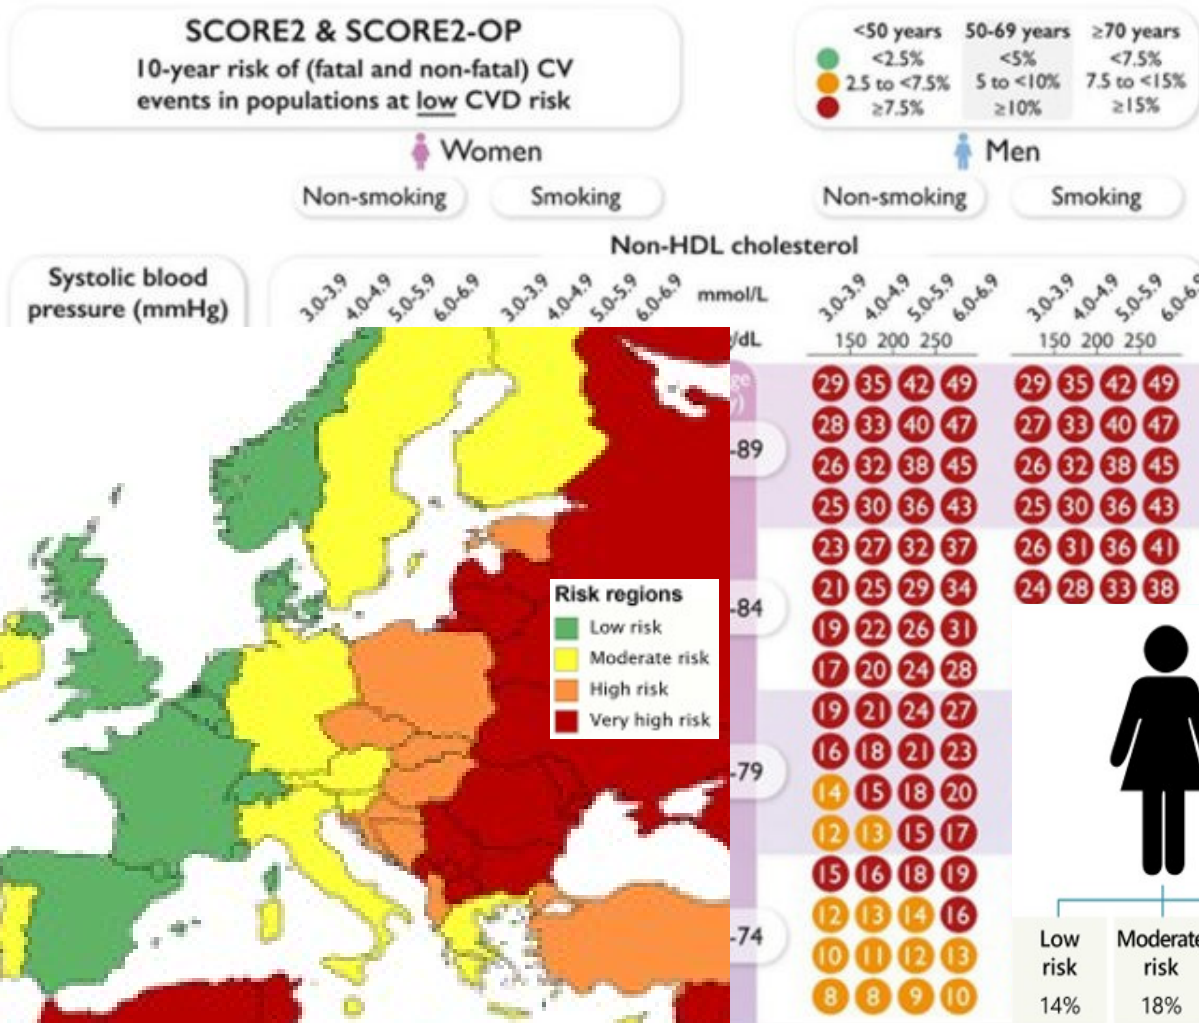 SCORE2 & SCORE2-OP
10-year risk of (fatal and non-fatal) CV
events in populations at low CVD risk
<50 years 50-69 years ≥70 years
<2.5% <5% <7.5%
2.5 to <7.5% 5 to <10% 7.5 to <15%
≥7.5% ≥10% ≥15%
Women Men
Non-smoking Smoking Non-smoking Smoking
Non-HDL cholesterol
Systolic blood
pressure (mmHg)
3.0-3.9 4.0-4.9 5.0-5.9 6.0-6.9 3.0-3.9 4.0-4.9 5.0-5.9 6.0-6.9 mmol/L 3.0-3.9 4.0-4.9 5.0-5.9 6.0-6.9 3.0-3.9 4.0-4.9 5.0-5.9 6.0-6.9
/dL 150 200 250 150 200 250
29 35 42 49 29 35 42 49
28 33 40 47 27 33 40 47
-89
26 32 38 45 26 32 38 45
25 30 36 43 25 30 36 43
23 27 32 37 26 31 36 41
21 25 29 34 24 28 33 38
-84
19 22 26 31
17 20 24 28
19 21 24 27
16 18 21 23
-79
14 15 18 20
12 13 15 17
15 16 18 19
12 13 14 16
-74
10 11 12 13
8 8 9 10
Risk regions
Low risk
Moderate risk
High risk
Very high risk
Low
risk
14%
Moderate
risk
18%